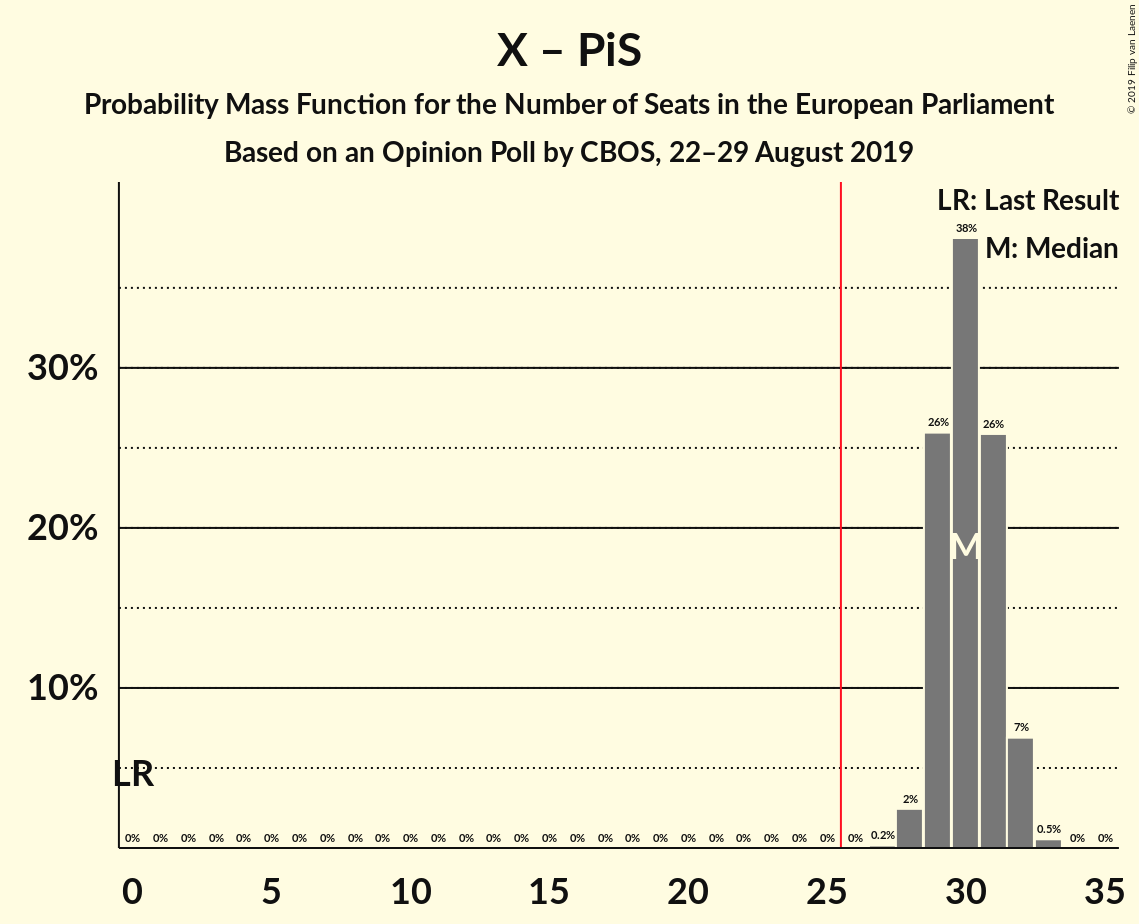 X – PiS
Probability Mass Function for the Number of Seats in the European Parliament
Based on an Opinion Poll by CBOS, 22–29 August 2019
© 2019 Filip van Laenen
LR: Last Result
M: Median
38%
30%
26% 26%
20%
M
10%
7%
LR
2%
0% 0% 0% 0% 0% 0% 0% 0% 0% 0% 0% 0% 0% 0% 0% 0% 0% 0% 0% 0% 0% 0% 0% 0% 0% 0% 0% 0.2% 0.5% 0% 0%
0 5 10 15 20 25 30 35